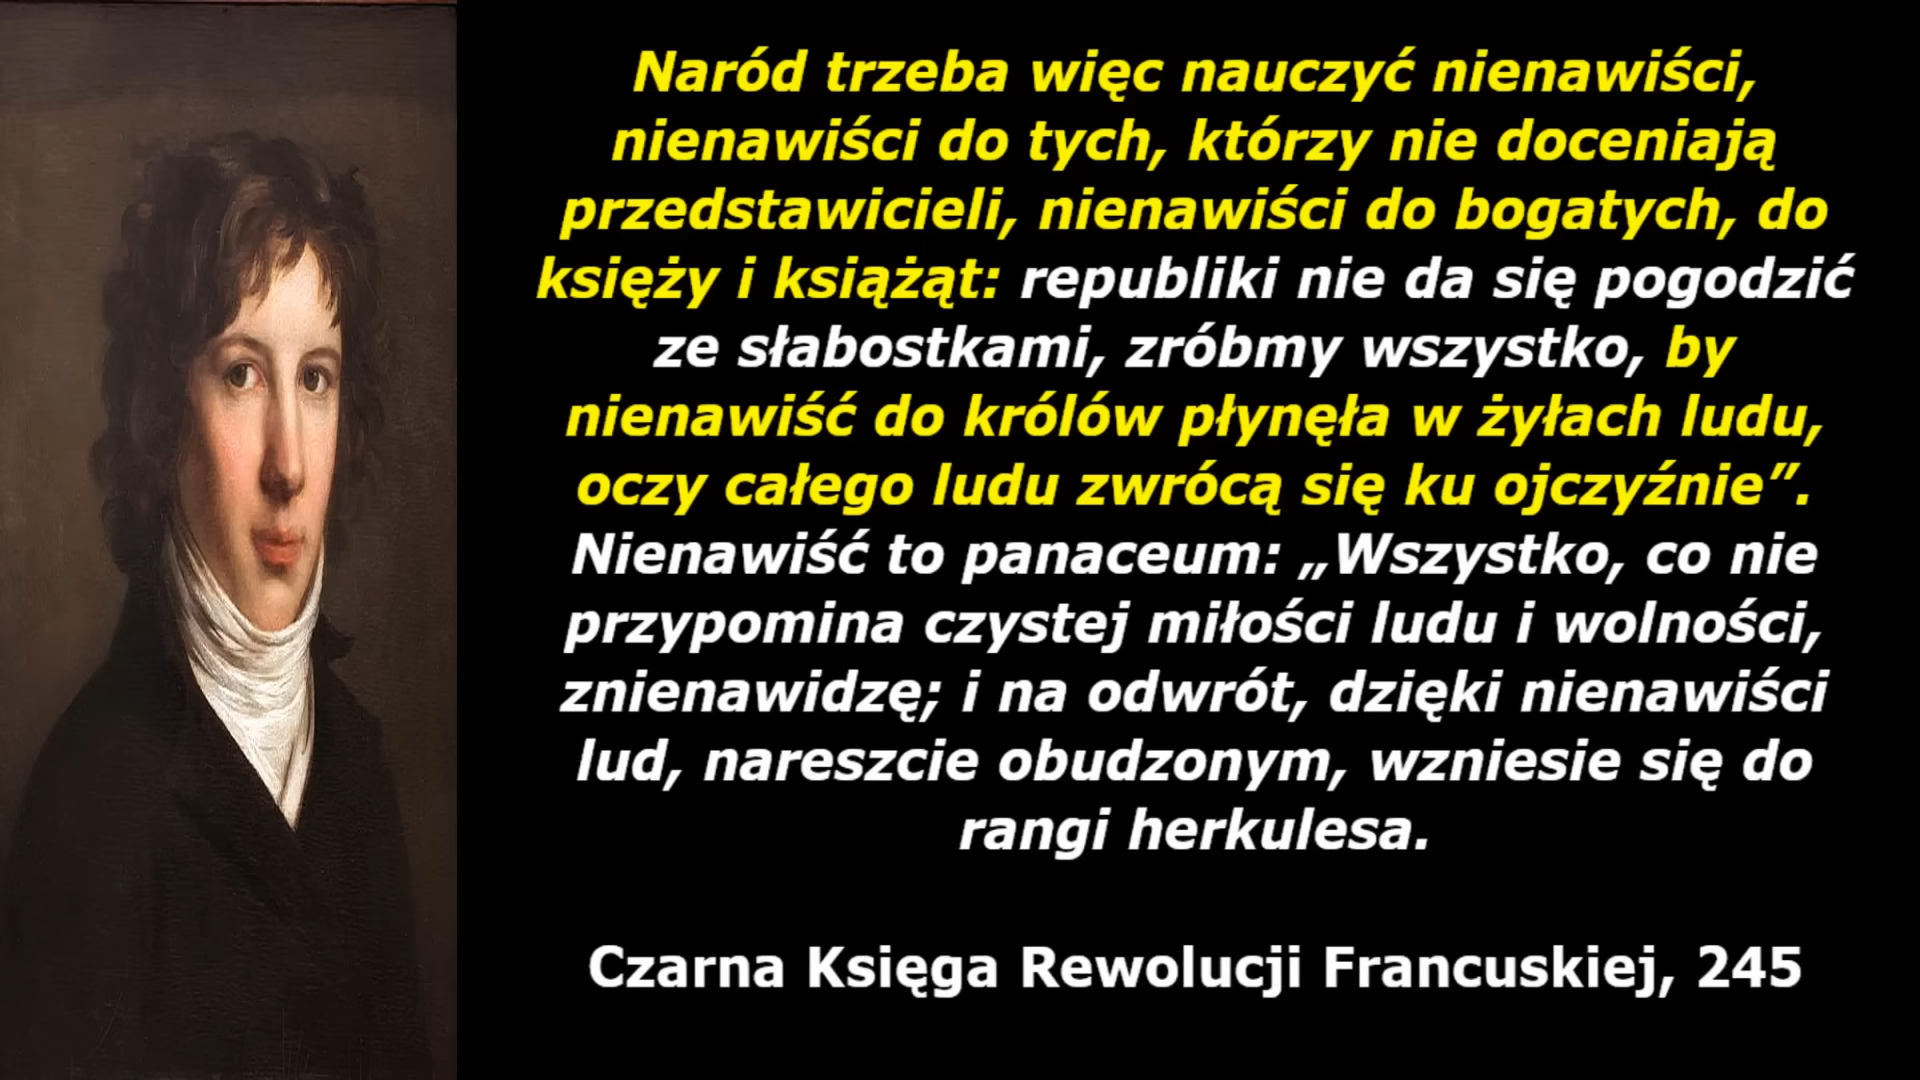 Naród trzeba więc nauczyć nienawiści,
nienawiści do tych, którzy nie doceniają
przedstawicieli, nienawiści do bogatych, do
księży i książąt: republiki nie da się pogodzić
ze słabostkami, zróbmy wszystko, by
nienawiść do królów płynęła w żyłach ludu,
oczy całego ludu zwrócą się ku ojczyźnie”.
Nienawiść to panaceum: „Wszystko, co nie
przypomina czystej miłości ludu i wolności,
znienawidzę; i na odwrót, dzięki nienawiści
lud, nareszcie obudzonym, wzniesie się do
rangi herkulesa.
Czarna Księga Rewolucji Francuskiej, 245